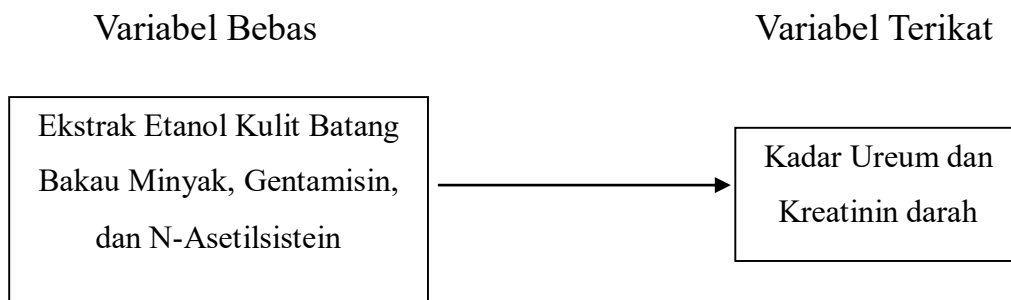 Variabel Bebas
Variabel Terikat
Ekstrak Etanol Kulit Batang
Bakau Minyak, Gentamisin,
dan N-Asetilsistein
Kadar Ureum dan
Kreatinin darah